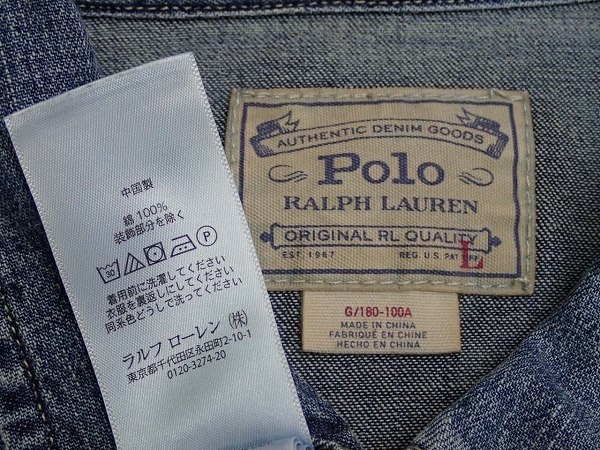 中国製
綿 100%
装飾部分を除く
30
P
着用前に洗濯してください
衣服を裏返しにしてください
同系色どうしで洗ってください
ラルフ ローレン (株)
東京都千代田区永田町2-10-1
0120-3274-20
AUTHENTIC DENIM GOODS
Polo
RALPH LAUREN
ORIGINAL RL QUALITY
EST. 1967 REG. U.S. PAT. OFF.
L
G/180-100A
MADE IN CHINA
FABRIQUÉ EN CHINE
HECHO EN CHINA